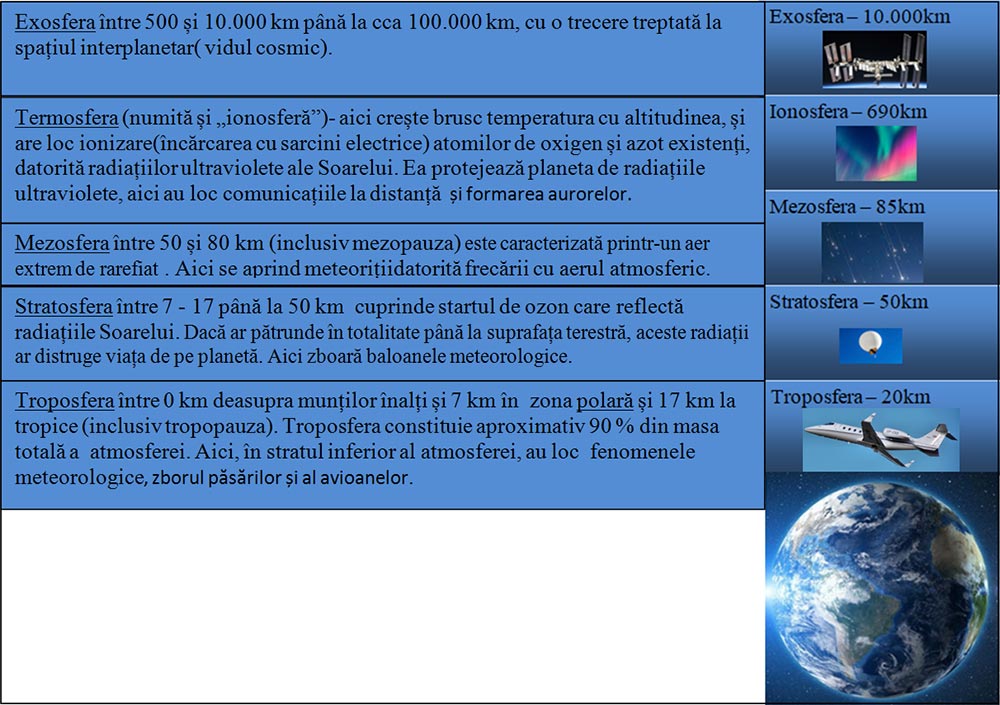 Exosfera între 500 și 10.000 km până la cca 100.000 km, cu o trecere treptată la
spațiul interplanetar( vidul cosmic).
Exosfera – 10.000km
Termosfera (numită și „ionosferă”)- aici crește brusc temperatura cu altitudinea, și
are loc ionizare(încărcarea cu sarcini electrice) atomilor de oxigen și azot existenți,
datorită radiațiilor ultraviolete ale Soarelui. Ea protejează planeta de radiațiile
ultraviolete, aici au loc comunicațiile la distanță și formarea aurorelor.
Ionosfera – 690km
Mezosfera între 50 și 80 km (inclusiv mezopauza) este caracterizată printr-un aer
extrem de rarefiat . Aici se aprind meteorițiidatorită frecării cu aerul atmosferic.
Mezosfera – 85km
Stratosfera între 7 - 17 până la 50 km cuprinde startul de ozon care reflectă
radiațiile Soarelui. Dacă ar pătrunde în totalitate până la suprafața terestră, aceste radiații
ar distruge viața de pe planetă. Aici zboară baloanele meteorologice.
Stratosfera – 50km
Troposfera între 0 km deasupra munților înalți și 7 km în zona polară și 17 km la
tropice (inclusiv tropopauza). Troposfera constituie aproximativ 90 % din masa
totală a atmosferei. Aici, în stratul inferior al atmosferei, au loc fenomenele
meteorologice, zborul păsărilor și al avioanelor.
Troposfera – 20km